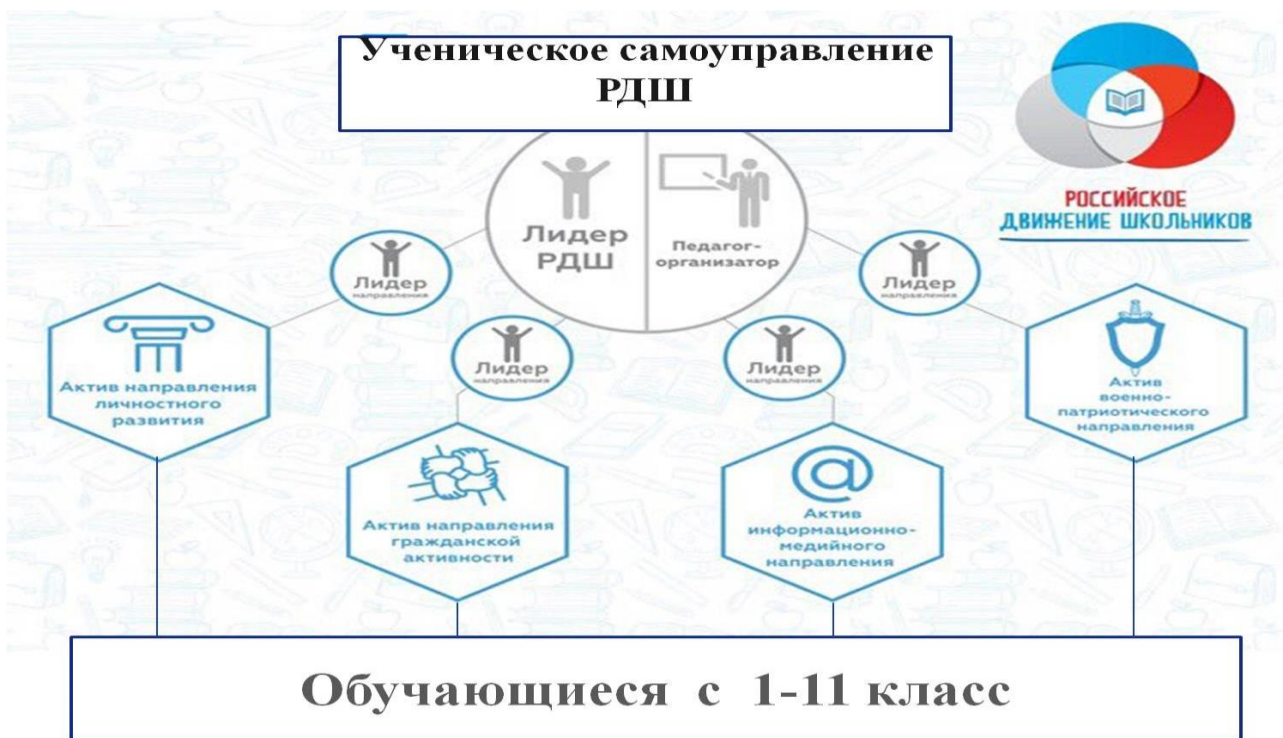 Ученическое самоуправление
РДШ
РОССИЙСКОЕ
ДВИЖЕНИЕ ШКОЛЬНИКОВ
Лидер
РДШ
Педагог-
организатор
Лидер
направления
Лидер
направления
Лидер
направления
Лидер
направления
Актив направления
личностного
развития
Актив направления
гражданской
активности
Актив
информационно-
медийного
направления
Актив
военно-
патриотического
направления
Обучающиеся с 1-11 класс